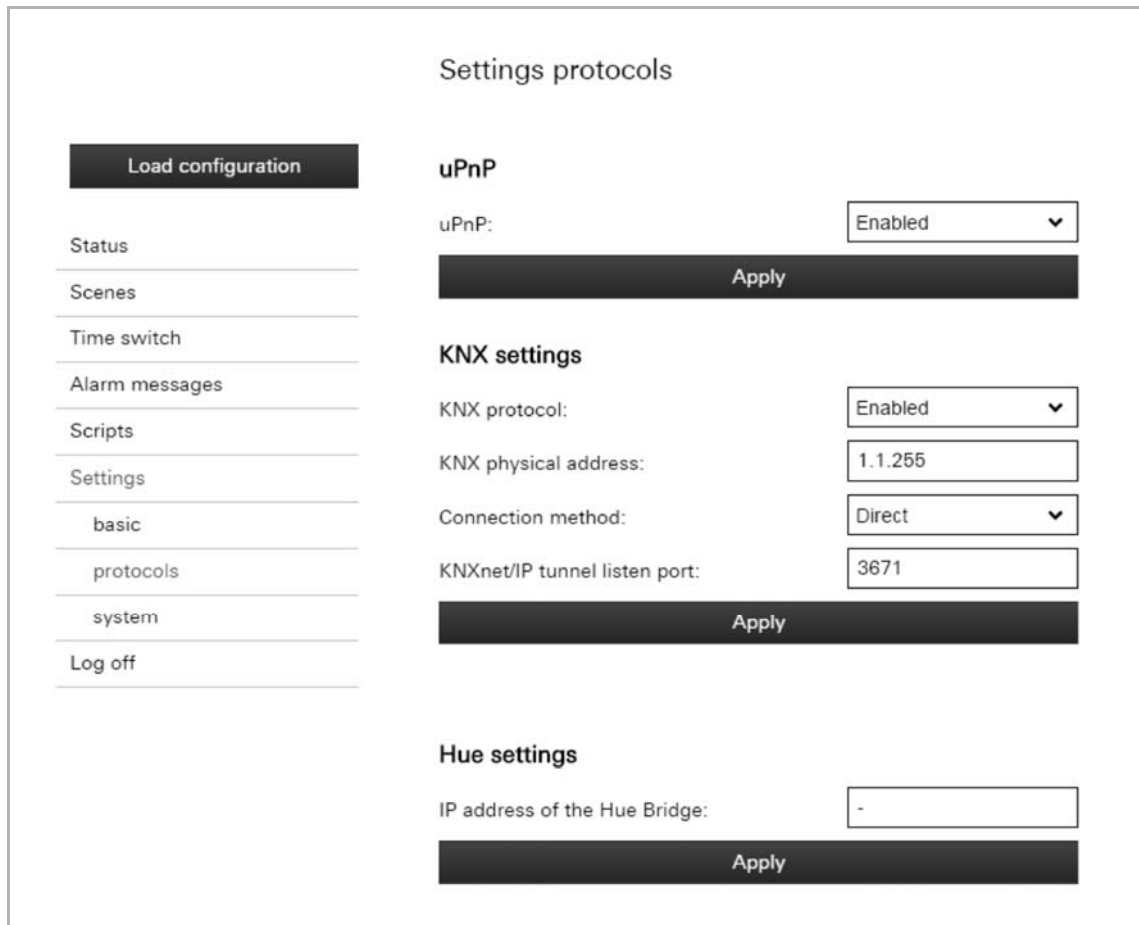 Settings protocols
Load configuration
Status
Scenes
Time switch
Alarm messages
Scripts
Settings
basic
protocols
system
Log off
uPnP
uPnP: Enabled
Apply
KNX settings
KNX protocol: Enabled
KNX physical address: 1.1.255
Connection method: Direct
KNXnet/IP tunnel listen port: 3671
Apply
Hue settings
IP address of the Hue Bridge: -
Apply